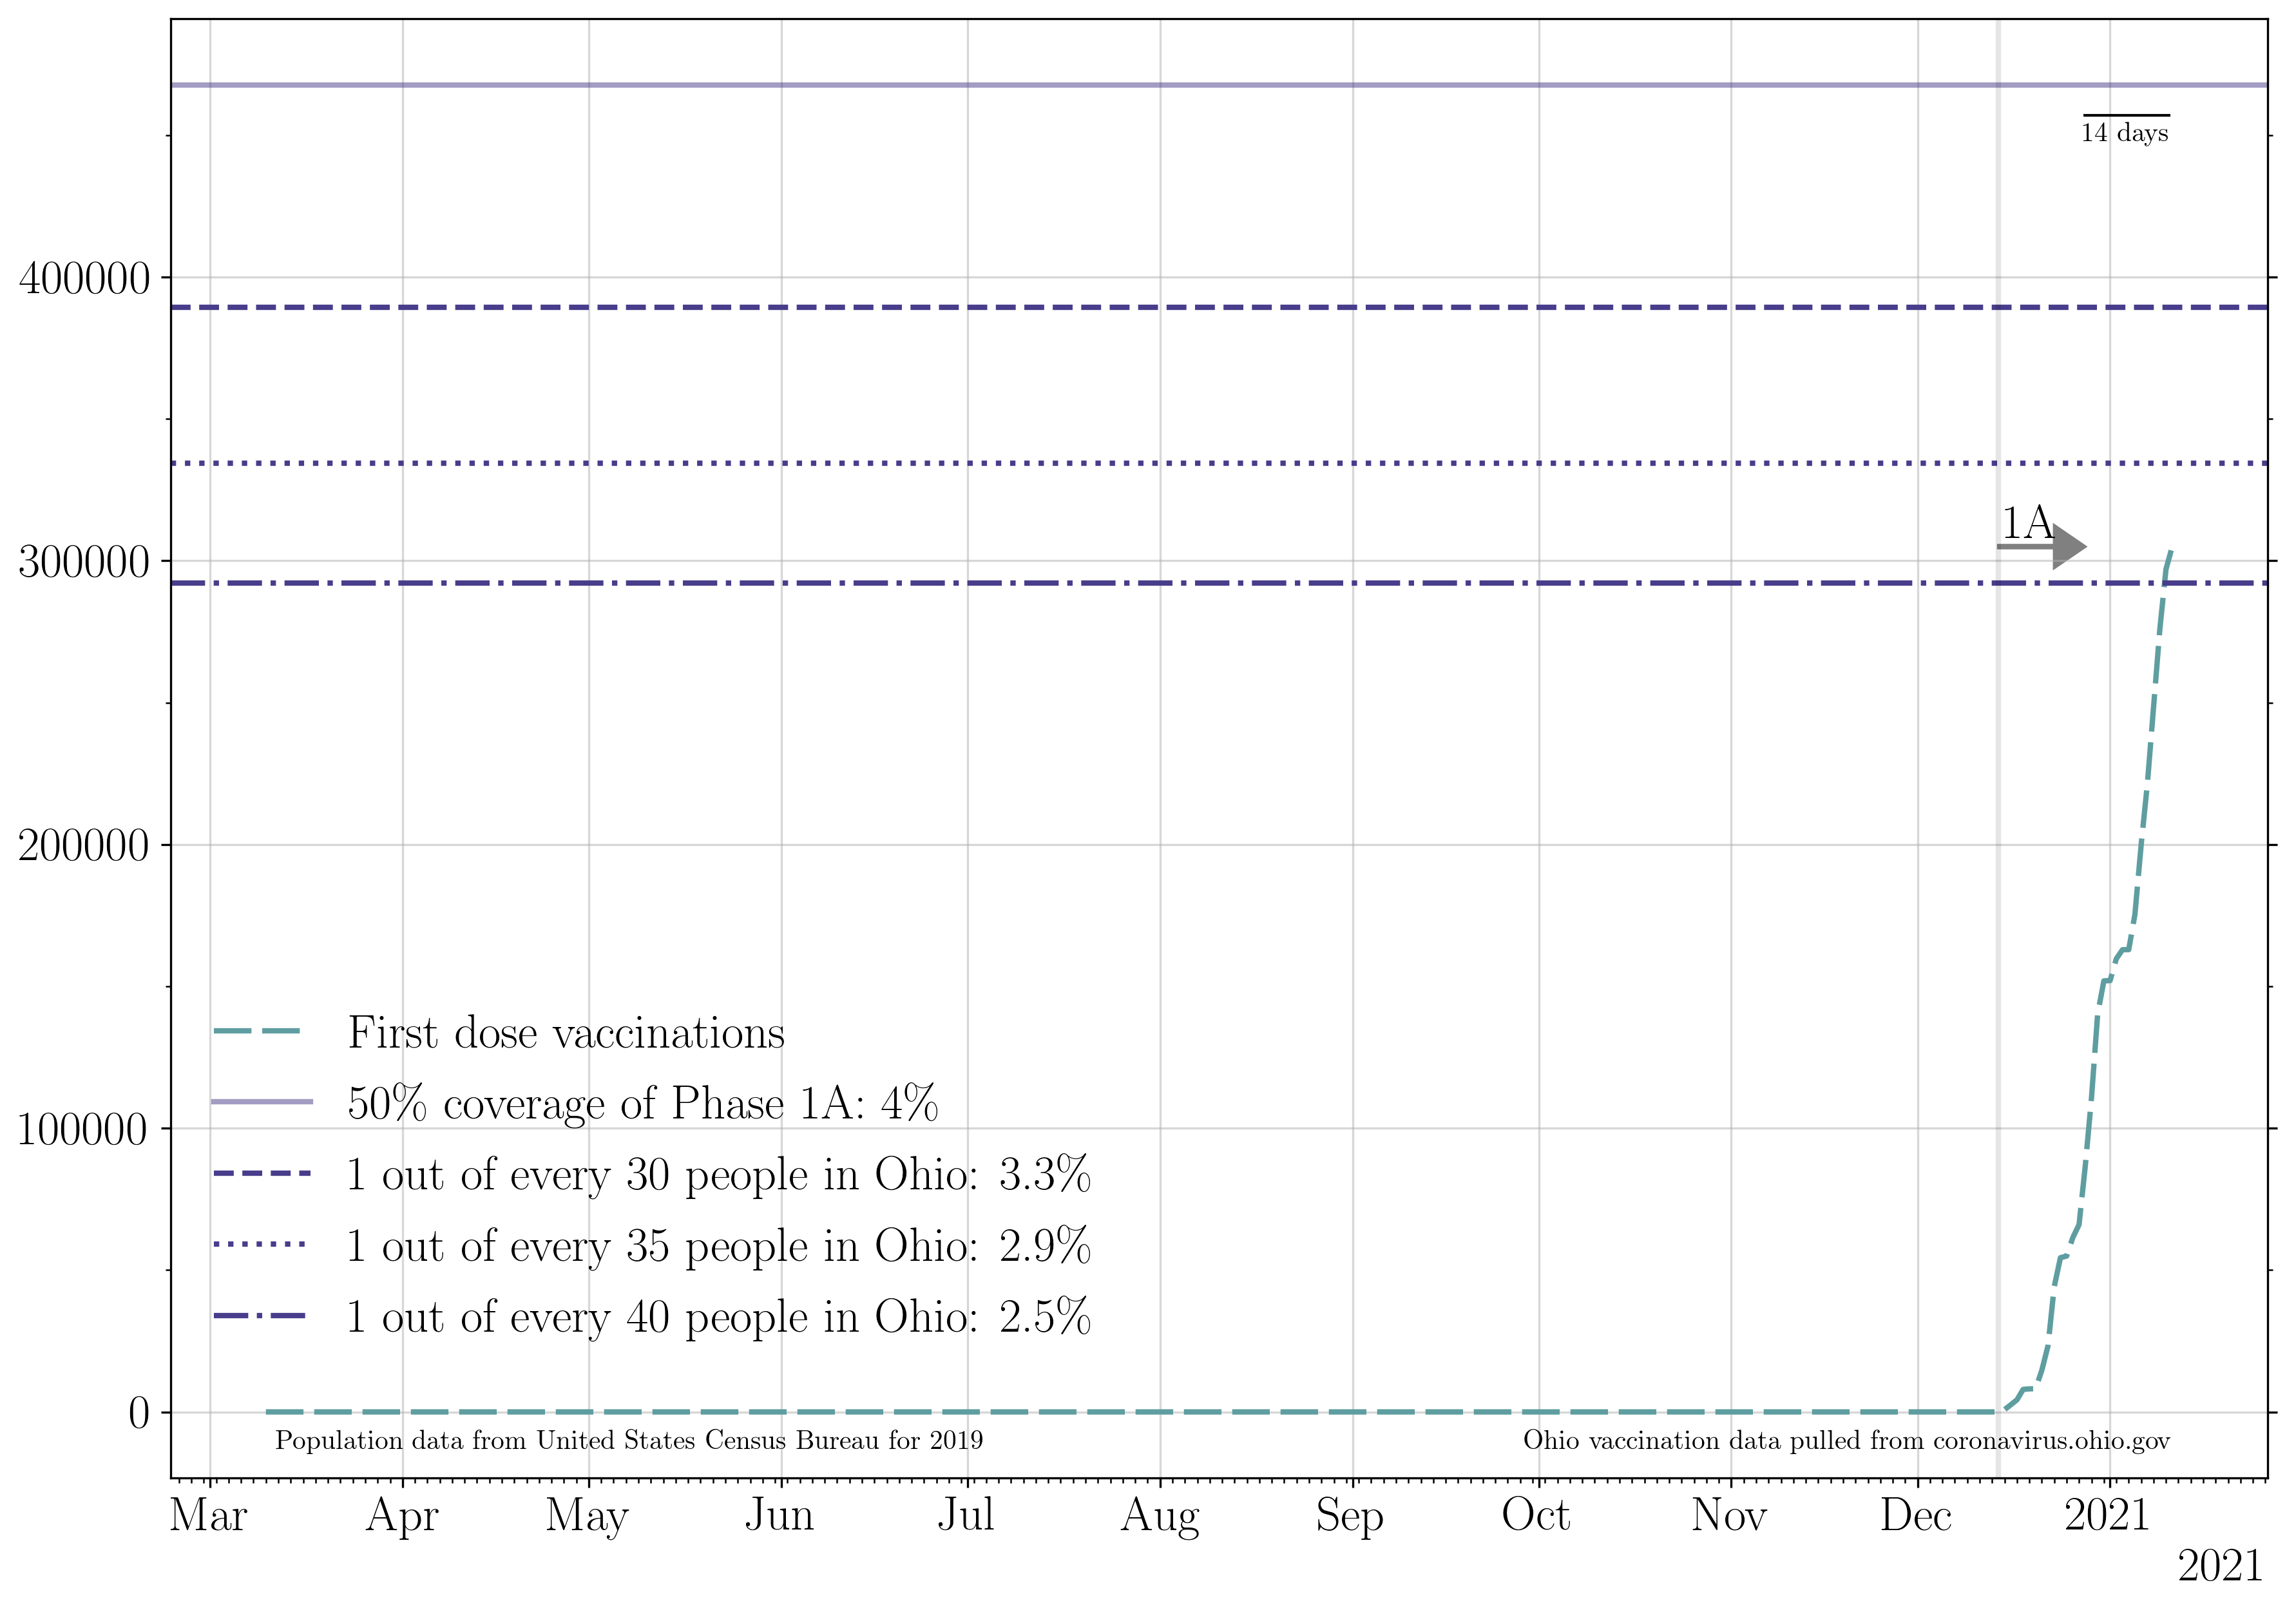 14 days
400000
1A
300000
200000
First dose vaccinations
50% coverage of Phase 1A: 4%
100000
1 out of every 30 people in Ohio: 3.3%
1 out of every 35 people in Ohio: 2.9%
1 out of every 40 people in Ohio: 2.5%
0
Population data from United States Census Bureau for 2019
Ohio vaccination data pulled from coronavirus.ohio.gov
Mar Apr May Jun Jul Aug Sep Oct Nov Dec 2021
2021